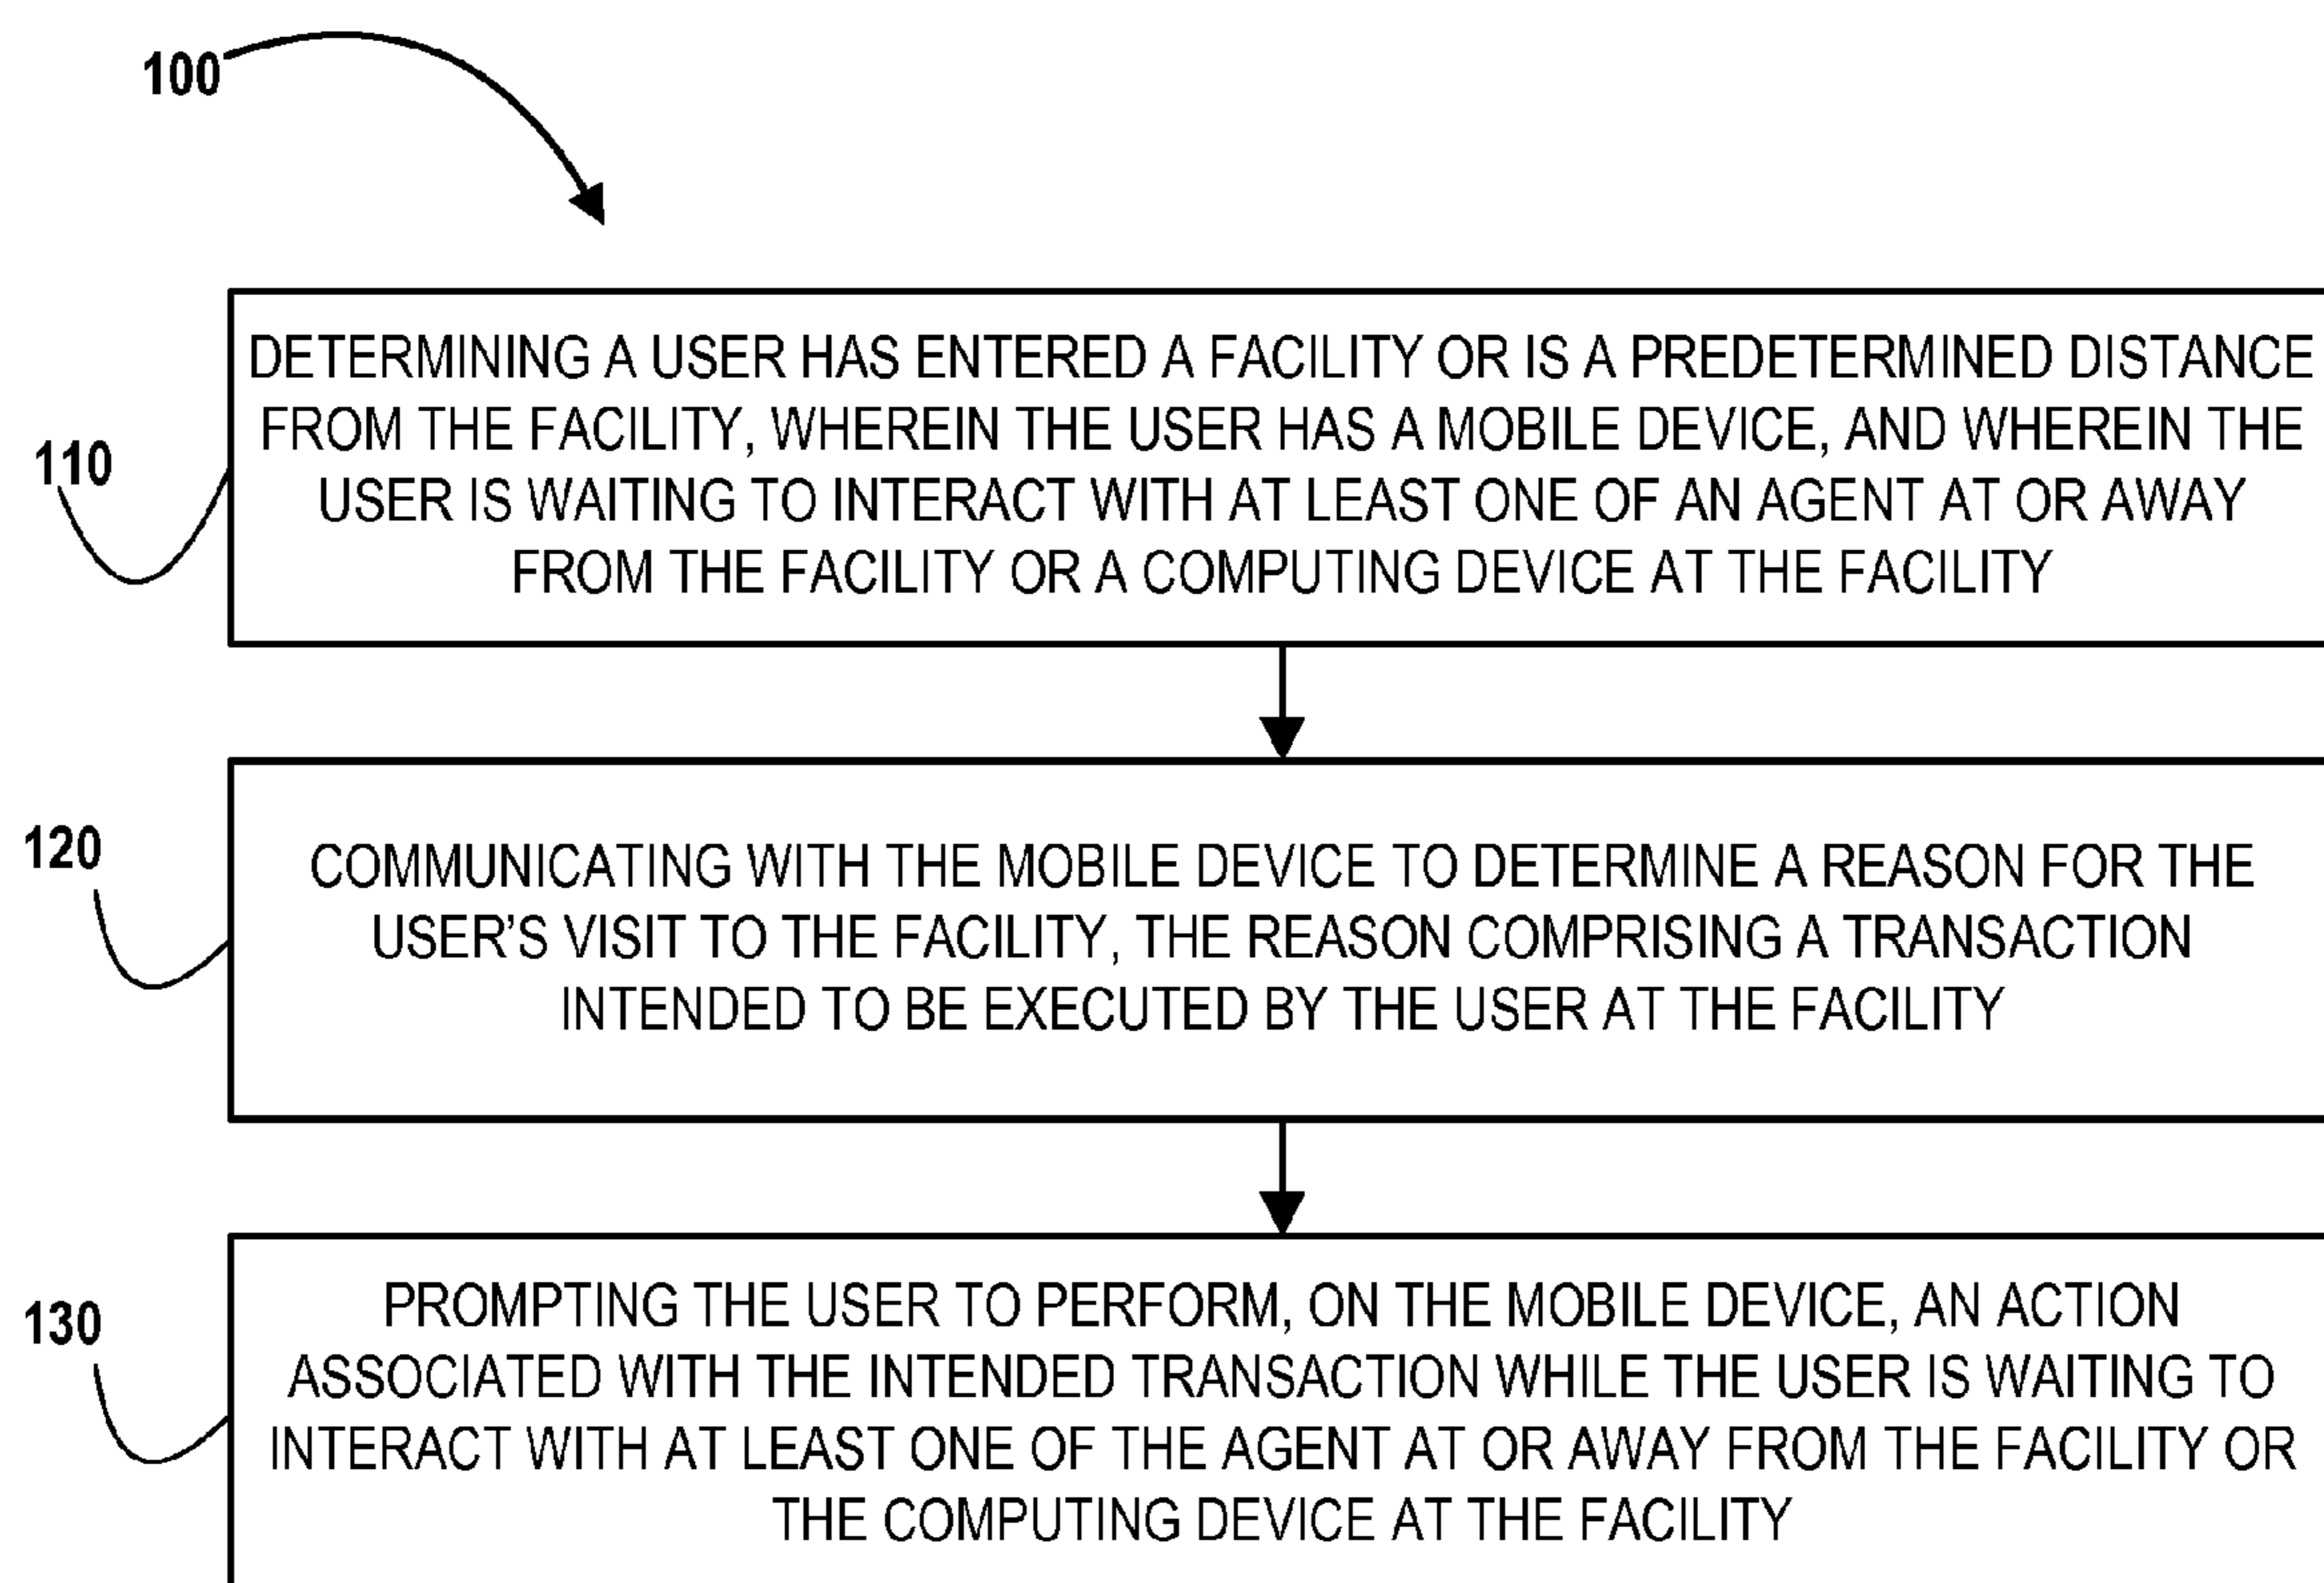 100
110
DETERMINING A USER HAS ENTERED A FACILITY OR IS A PREDETERMINED DISTANCE
FROM THE FACILITY, WHEREIN THE USER HAS A MOBILE DEVICE, AND WHEREIN THE
USER IS WAITING TO INTERACT WITH AT LEAST ONE OF AN AGENT AT OR AWAY
FROM THE FACILITY OR A COMPUTING DEVICE AT THE FACILITY
120
COMMUNICATING WITH THE MOBILE DEVICE TO DETERMINE A REASON FOR THE
USER'S VISIT TO THE FACILITY, THE REASON COMPRISING A TRANSACTION
INTENDED TO BE EXECUTED BY THE USER AT THE FACILITY
130
PROMPTING THE USER TO PERFORM, ON THE MOBILE DEVICE, AN ACTION
ASSOCIATED WITH THE INTENDED TRANSACTION WHILE THE USER IS WAITING TO
INTERACT WITH AT LEAST ONE OF THE AGENT AT OR AWAY FROM THE FACILITY OR
THE COMPUTING DEVICE AT THE FACILITY